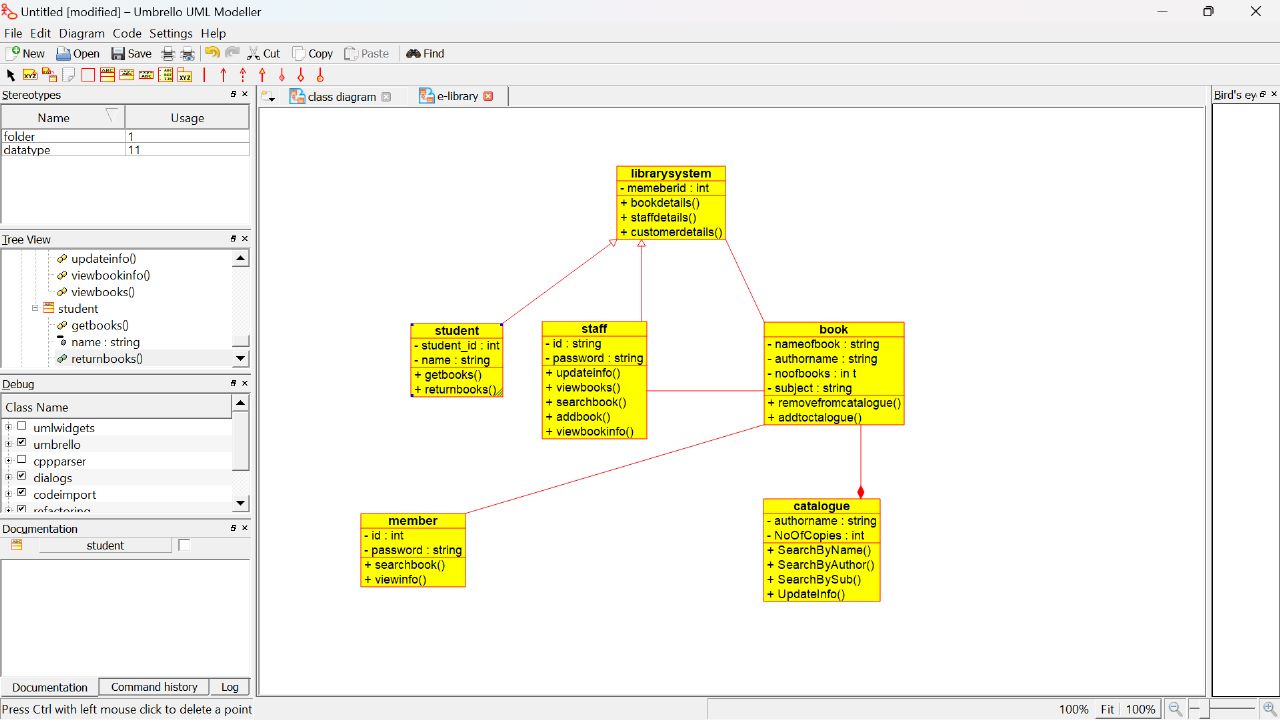 Untitled [modified] – Umbrello UML Modeller
File Edit Diagram Code Settings Help
New Open Save Cut Copy Paste Find
Stereotypes
Name Usage
folder 1
datatype 11
Tree View
updateinfo()
viewbookinfo()
viewbooks()
student
getbooks()
name : string
returnbooks()
Debug
Class Name
umlwidgets
umbrello
cppparser
dialogs
codeimport
refactoring
Documentation
student
Documentation Command history Log
Press Ctrl with left mouse click to delete a point
class diagram e-library
librarysystem
- memeberid : int
+ bookdetails()
+ staffdetails()
+ customerdetails()
student
- student_id : int
- name : string
+ getbooks()
+ returnbooks()
staff
- id : string
- password : string
+ updateinfo()
+ viewbooks()
+ searchbook()
+ addbook()
+ viewbookinfo()
book
- nameofbook : string
- authorname : string
- noofbooks : in t
- subject : string
+ removefromcatalogue()
+ addtoctalogue()
member
- id : int
- password : string
+ searchbook()
+ viewinfo()
catalogue
- authorname : string
- NoOfCopies : int
+ SearchByName()
+ SearchByAuthor()
+ SearchBySub()
+ UpdateInfo()
Bird's ey
100% Fit 100%